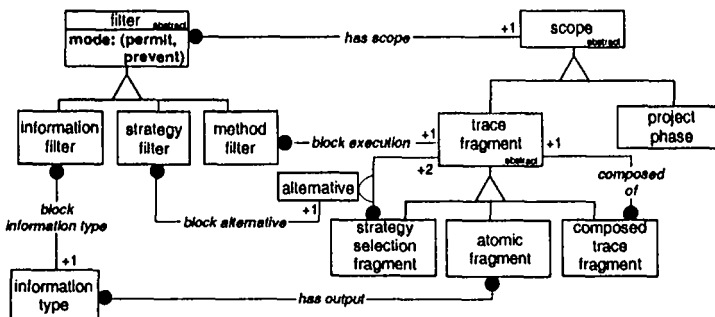 filter
abstract
mode: (permit,
prevent)
has scope
+1
scope
abstract
information
filter
strategy
filter
method
filter
block execution
+1
trace
fragment
abstract
+1
project
phase
+2
alternative
+1
composed
of
block
information type
block alternative
strategy
selection
fragment
atomic
fragment
composed
trace
fragment
+1
information
type
has output